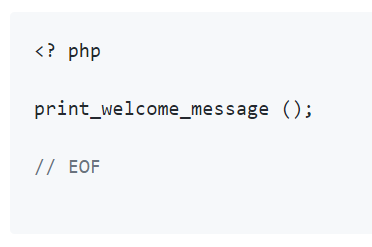 <? php
print_welcome_message ();
// EOF